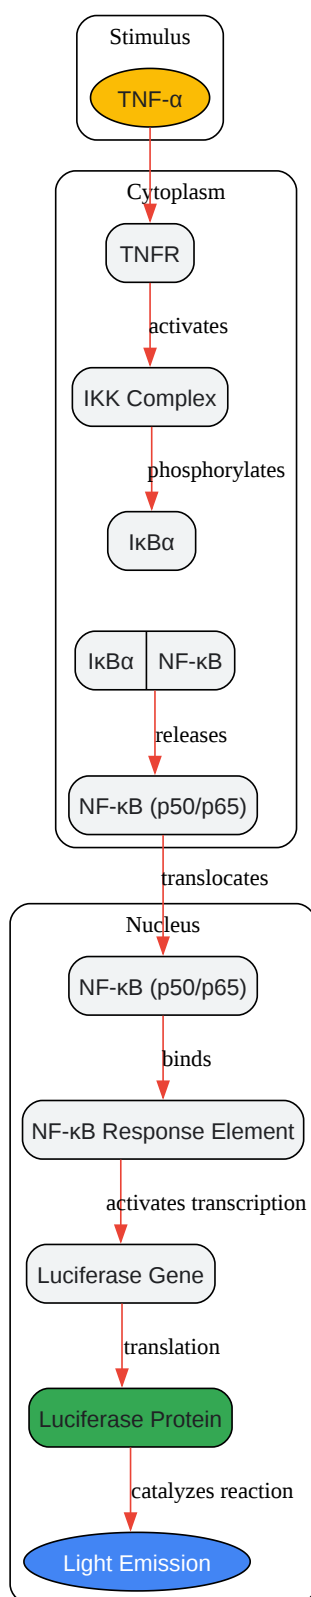 Stimulus
TNF-α
Cytoplasm
TNFR
activates
IKK Complex
phosphorylates
IκBα
IκBα NF-κB
releases
NF-κB (p50/p65)
translocates
Nucleus
NF-κB (p50/p65)
binds
NF-κB Response Element
activates transcription
Luciferase Gene
translation
Luciferase Protein
catalyzes reaction
Light Emission